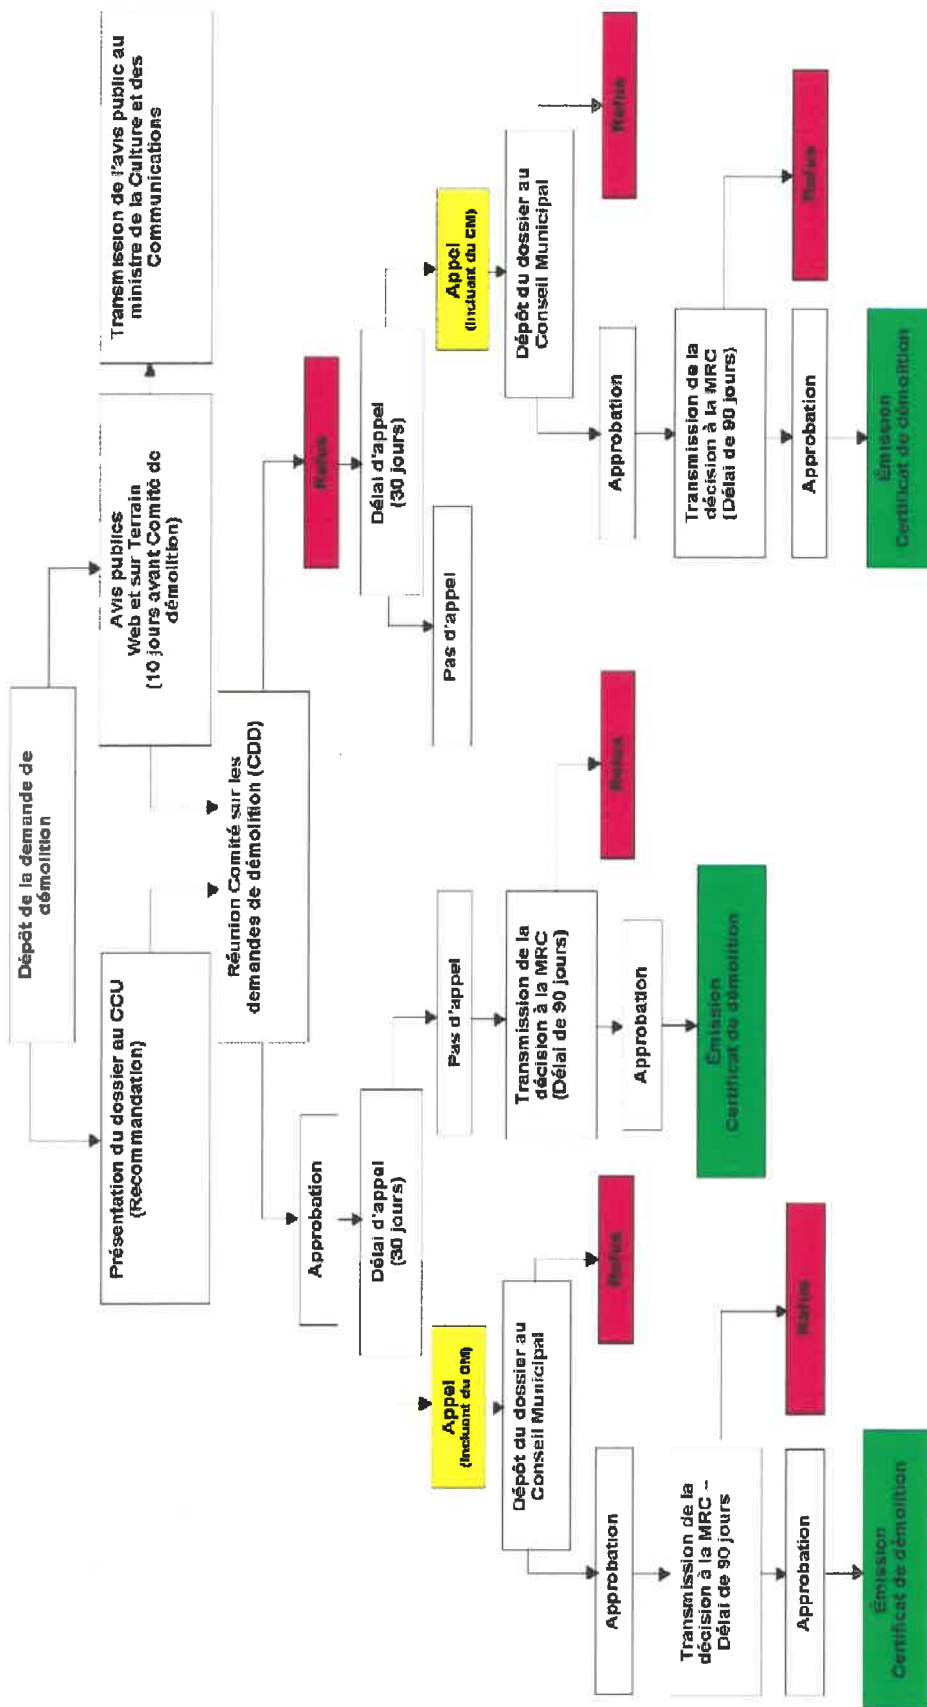 Dépôt de la demande de
démolition
Présentation du dossier au CCU
(Recommandation)
Avis publics
Web et sur Terrain
(10 jours avant Comité de
démolition)
Transmission de l'avis public au
ministre de la Culture et des
Communications
Réunion Comité sur les
demandes de démolition (CDD)
Approbation
Refus
Délai d'appel
(30 jours)
Délai d'appel
(30 jours)
Appel
(Incluant du CM)
Pas d'appel
Pas d'appel
Appel
(Incluant du CM)
Dépôt du dossier au
Conseil Municipal
Transmission de la
décision à la MRC
(Délai de 90 jours)
Dépôt du dossier au
Conseil Municipal
Approbation
Refus
Approbation
Refus
Approbation
Refus
Transmission de la
décision à la MRC –
Délai de 90 jours
Émission
Certificat de démolition
Transmission de la
décision à la MRC
(Délai de 90 jours)
Approbation
Refus
Approbation
Refus
Émission
Certificat de démolition
Émission
Certificat de démolition